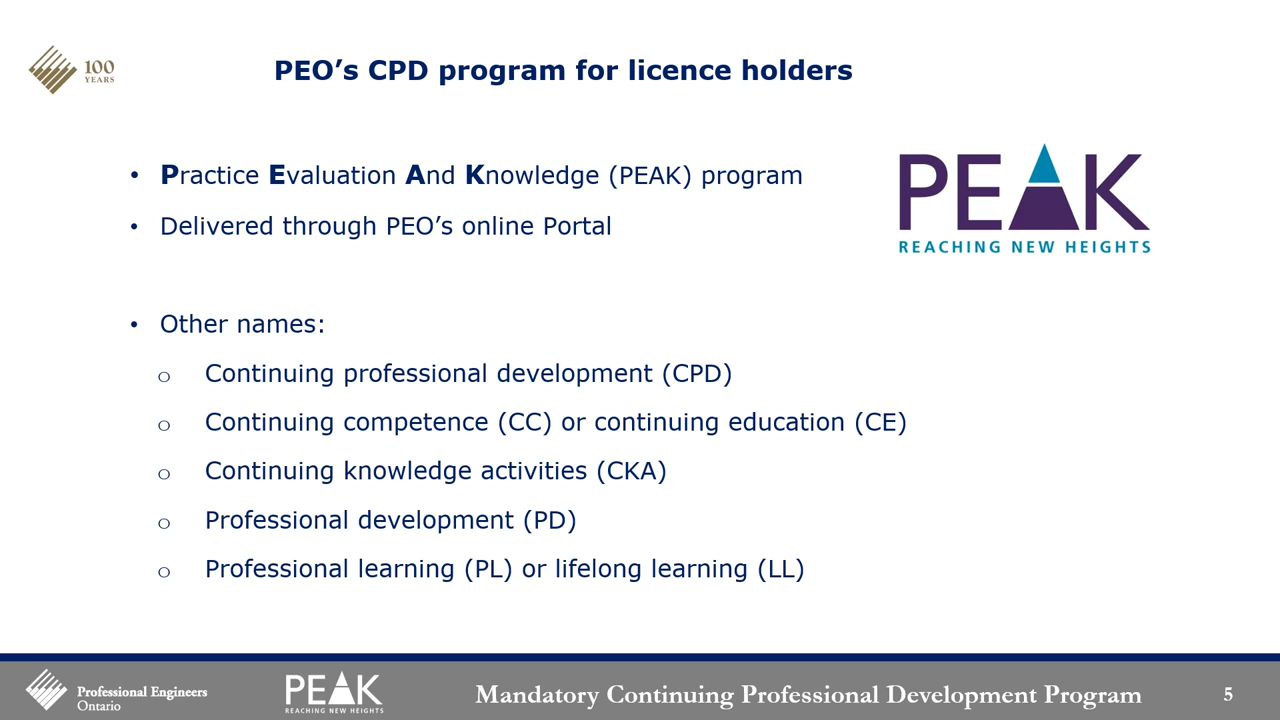 100
YEARS
PEO’s CPD program for licence holders
• Practice Evaluation And Knowledge (PEAK) program
• Delivered through PEO’s online Portal
PEAK
REACHING NEW HEIGHTS
• Other names:
o Continuing professional development (CPD)
o Continuing competence (CC) or continuing education (CE)
o Continuing knowledge activities (CKA)
o Professional development (PD)
o Professional learning (PL) or lifelong learning (LL)
Professional Engineers
Ontario
PEAK
REACHING NEW HEIGHTS
Mandatory Continuing Professional Development Program
5